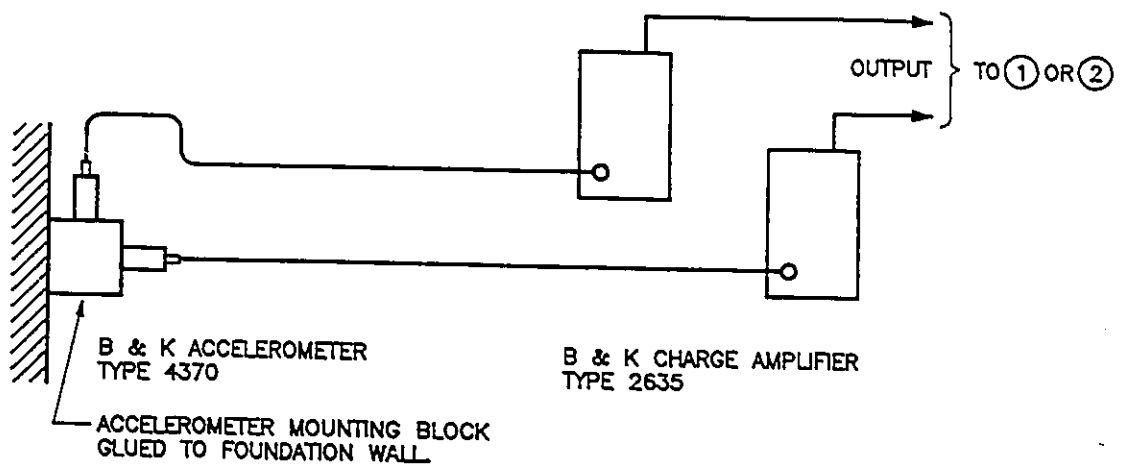 OUTPUT
TO ① OR ②
B & K ACCELEROMETER
TYPE 4370
B & K CHARGE AMPLIFIER
TYPE 2635
ACCELEROMETER MOUNTING BLOCK
GLUED TO FOUNDATION WALL